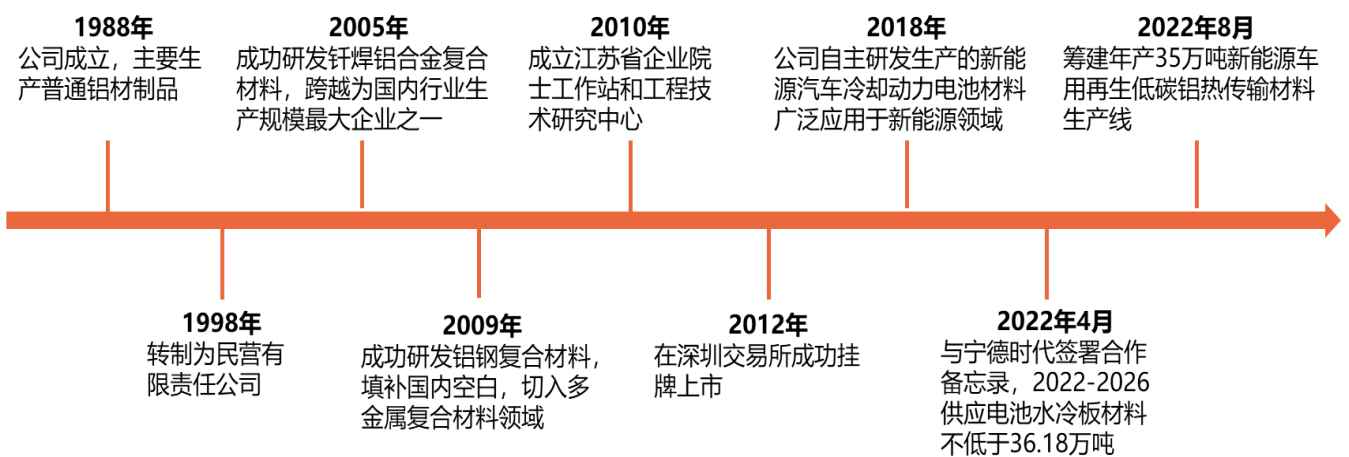 1988年
公司成立，主要生
产普通铝材制品
2005年
成功研发钎焊铝合金复合
材料，跨越为国内行业生
产规模最大企业之一
2010年
成立江苏省企业院
士工作站和工程技
术研究中心
2018年
公司自主研发生产的新能
源汽车冷却动力电池材料
广泛应用于新能源领域
2022年8月
筹建年产35万吨新能源车
用再生低碳铝热传输材料
生产线
1998年
转制为民营有
限责任公司
2009年
成功研发铝钢复合材料，
填补国内空白，切入多
金属复合材料领域
2012年
在深圳交易所成功挂
牌上市
2022年4月
与宁德时代签署合作
备忘录，2022-2026
供应电池水冷板材料
不低于36.18万吨